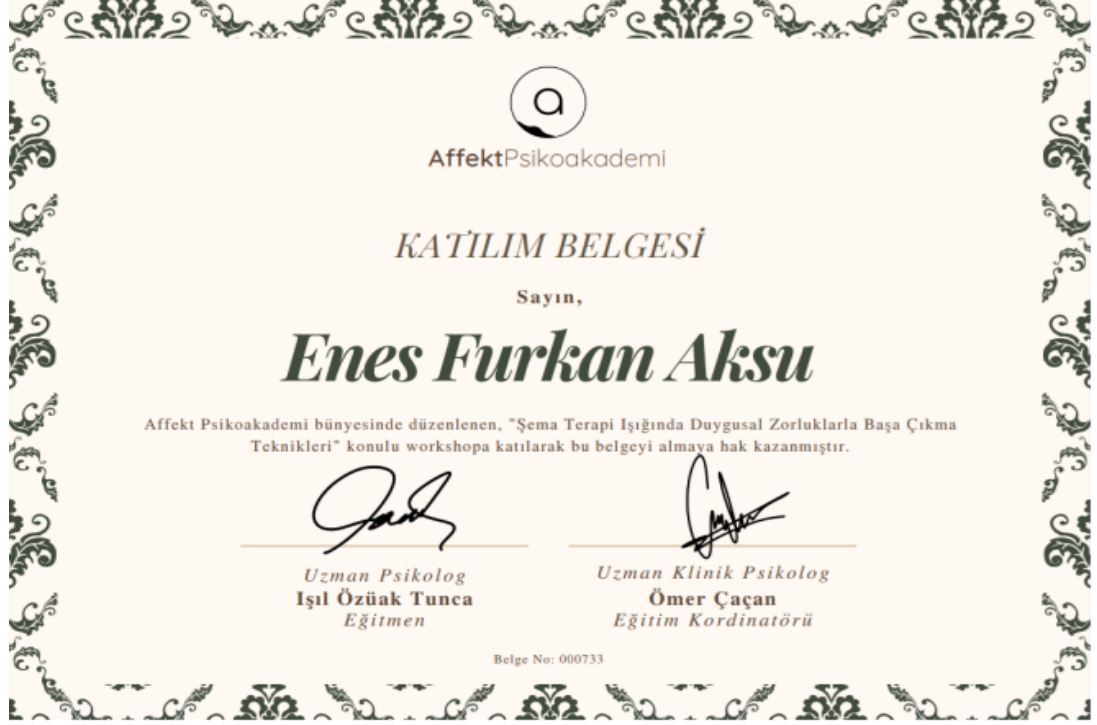 a
AffektPsikoakademi
KATILIM BELGESİ
Sayın,
Enes Furkan Aksu
Affekt Psikoakademi bünyesinde düzenlenen, "Şema Terapi Işığında Duygusal Zorluklarla Başa Çıkma
Teknikleri" konulu workshopa katılarak bu belgeyi almaya hak kazanmıştır.
Uzman Psikolog
Işıl Özüak Tunca
Eğitmen
Uzman Klinik Psikolog
Ömer Çaçan
Eğitim Kordinatörü
Belge No: 000733